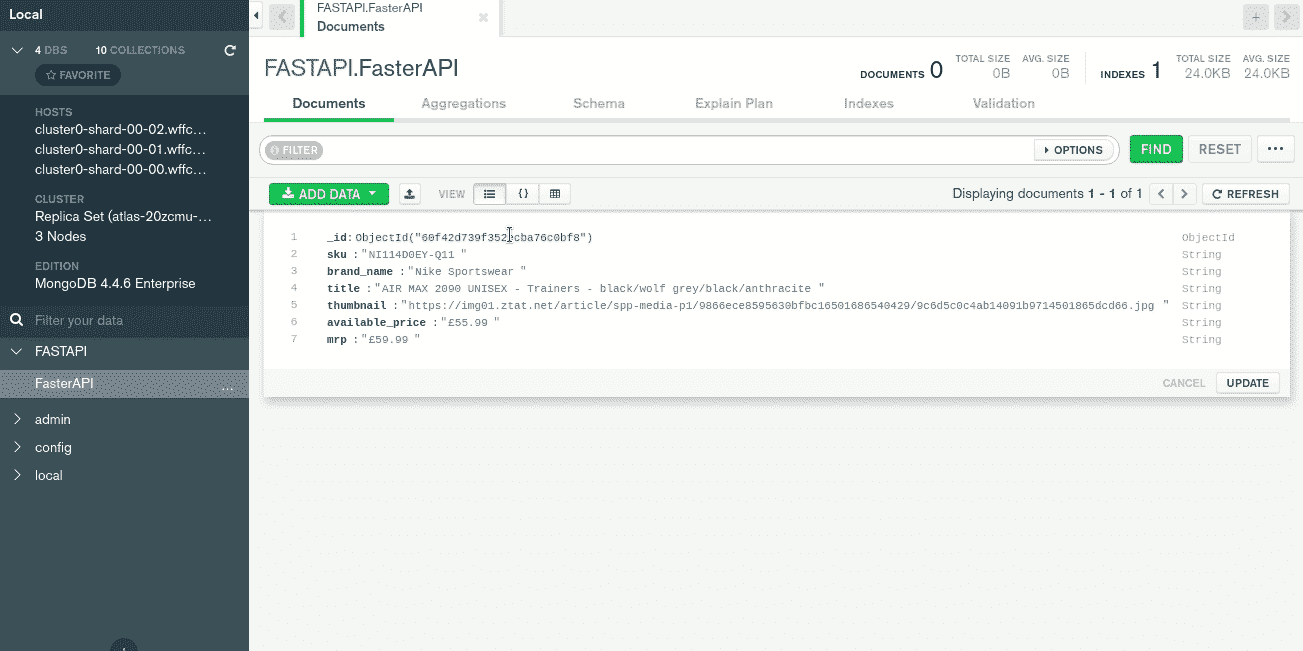 Local
4 DBS 10 COLLECTIONS
FAVORITE
HOSTS
cluster0-shard-00-02.wffc...
cluster0-shard-00-01.wffc...
cluster0-shard-00-00.wffc...
CLUSTER
Replica Set (atlas-20zcmu-...
3 Nodes
EDITION
MongoDB 4.4.6 Enterprise
Filter your data
FASTAPI
FasterAPI ...
admin
config
local
FASTAPI.FasterAPI
Documents
FASTAPI.FasterAPI
DOCUMENTS 0 TOTAL SIZE 0B AVG. SIZE 0B INDEXES 1 TOTAL SIZE 24.0KB AVG. SIZE 24.0KB
Documents Aggregations Schema Explain Plan Indexes Validation
FILTER OPTIONS FIND RESET ...
ADD DATA VIEW {} Displaying documents 1 - 1 of 1 REFRESH
1 _id: ObjectId("60f42d739f352 cba76c0bf8") ObjectId
2 sku : "NI114D0EY-Q11 " String
3 brand_name : "Nike Sportswear " String
4 title : "AIR MAX 2090 UNISEX - Trainers - black/wolf grey/black/anthracite " String
5 thumbnail : "https://img01.ztat.net/article/spp-media-p1/9866ece8595630bfbc16501686540429/9c6d5c0c4ab14091b9714501865dcd66.jpg " String
6 available_price : "£55.99 " String
7 mrp : "£59.99 " String
CANCEL UPDATE